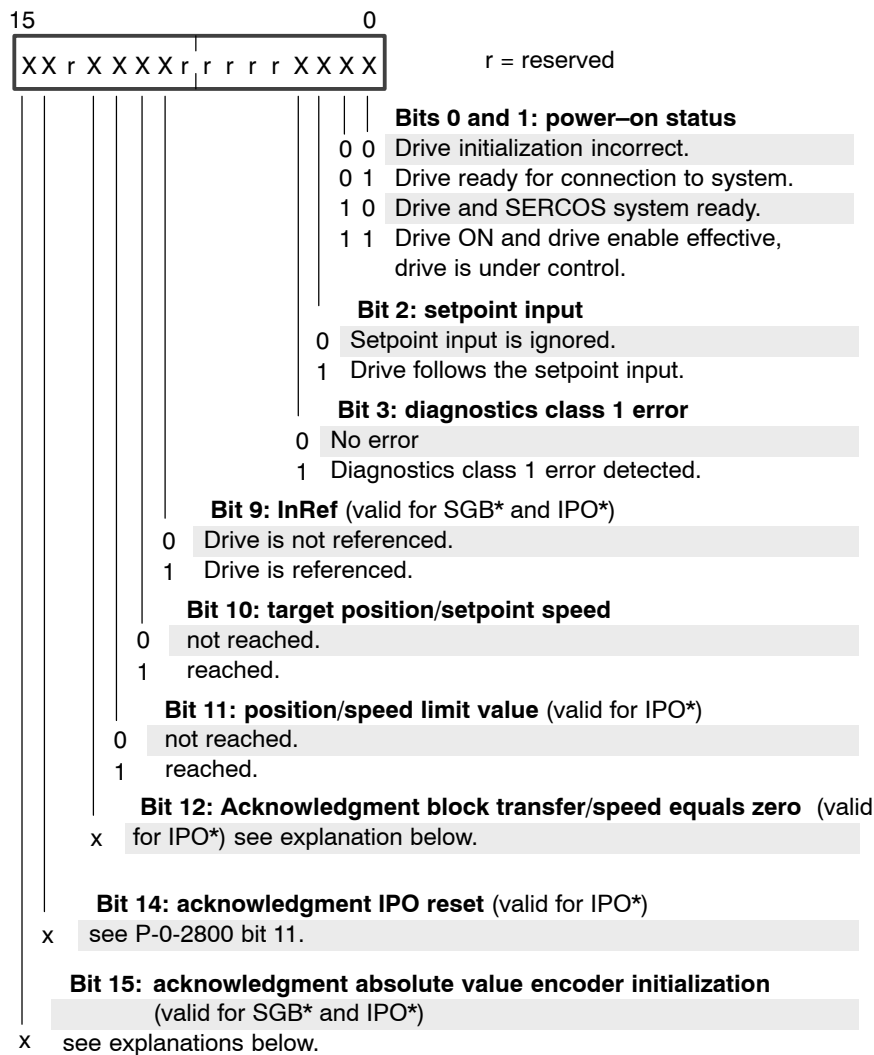 15 0
X X r X X X X r r r r r X X X X r = reserved
Bits 0 and 1: power–on status
0 0 Drive initialization incorrect.
0 1 Drive ready for connection to system.
1 0 Drive and SERCOS system ready.
1 1 Drive ON and drive enable effective,
drive is under control.
Bit 2: setpoint input
0 Setpoint input is ignored.
1 Drive follows the setpoint input.
Bit 3: diagnostics class 1 error
0 No error
1 Diagnostics class 1 error detected.
Bit 9: InRef (valid for SGB* and IPO*)
0 Drive is not referenced.
1 Drive is referenced.
Bit 10: target position/setpoint speed
0 not reached.
1 reached.
Bit 11: position/speed limit value (valid for IPO*)
0 not reached.
1 reached.
Bit 12: Acknowledgment block transfer/speed equals zero (valid
x for IPO*) see explanation below.
Bit 14: acknowledgment IPO reset (valid for IPO*)
x see P-0-2800 bit 11.
Bit 15: acknowledgment absolute value encoder initialization
(valid for SGB* and IPO*)
x see explanations below.